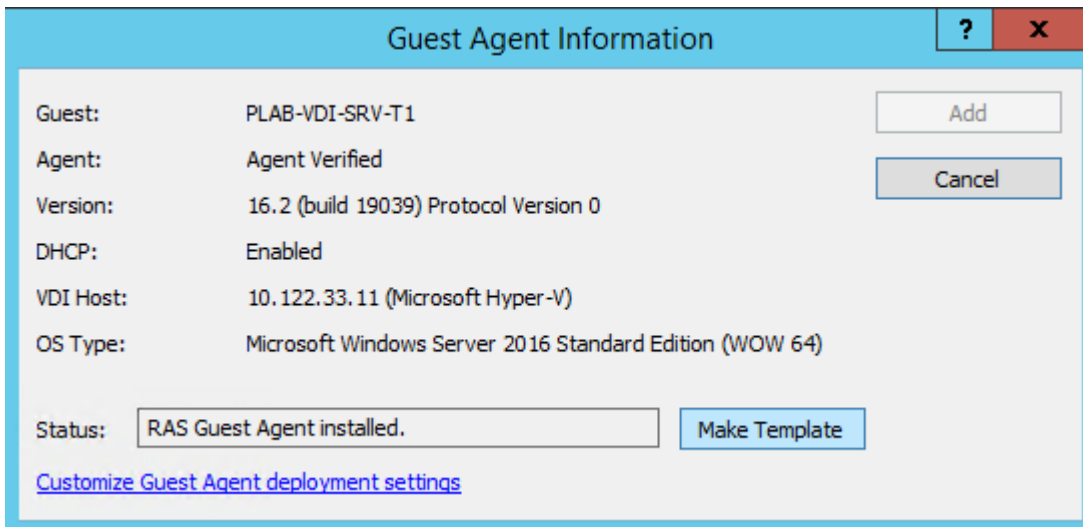 Guest Agent Information
?
x
Guest: PLAB-VDI-SRV-T1
Add
Agent: Agent Verified
Cancel
Version: 16.2 (build 19039) Protocol Version 0
DHCP: Enabled
VDI Host: 10.122.33.11 (Microsoft Hyper-V)
OS Type: Microsoft Windows Server 2016 Standard Edition (WOW 64)
Status: RAS Guest Agent installed. Make Template
Customize Guest Agent deployment settings